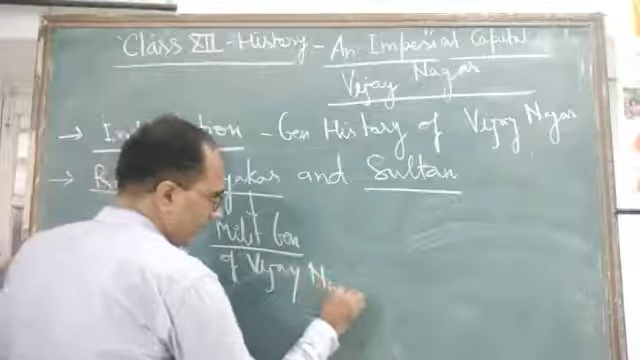 Class XII - History - An Imperial Capital
Vijay Nagar
→ Int tion - Gen History of Vijay Nagar
→ R yakas and Sultan
Milit Gen
of Vijay N